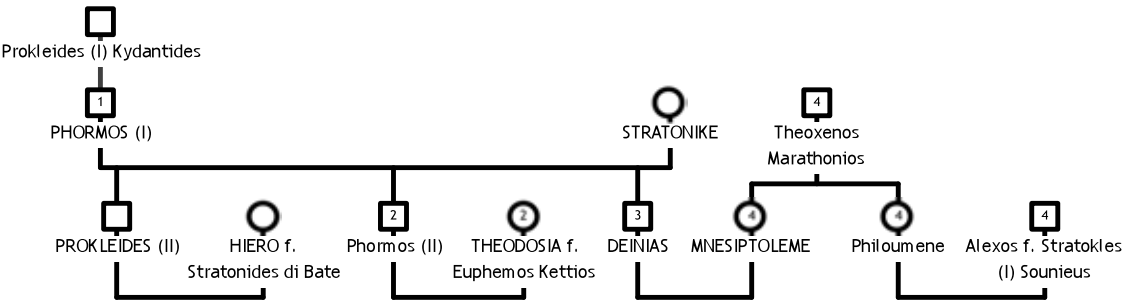 Prokleides (I) Kydantides
1
PHORMOS (I)
STRATONIKE
4
Theoxenos
Marathonios
PROKLEIDES (II)
HIERO f.
Stratonides di Bate
2
Phormos (II)
2
THEODOSIA f.
Euphemos Kettios
3
DEINIAS
4
MNESIPTOLEME
4
Philoumene
4
Alexos f. Stratokles
(I) Sounieus